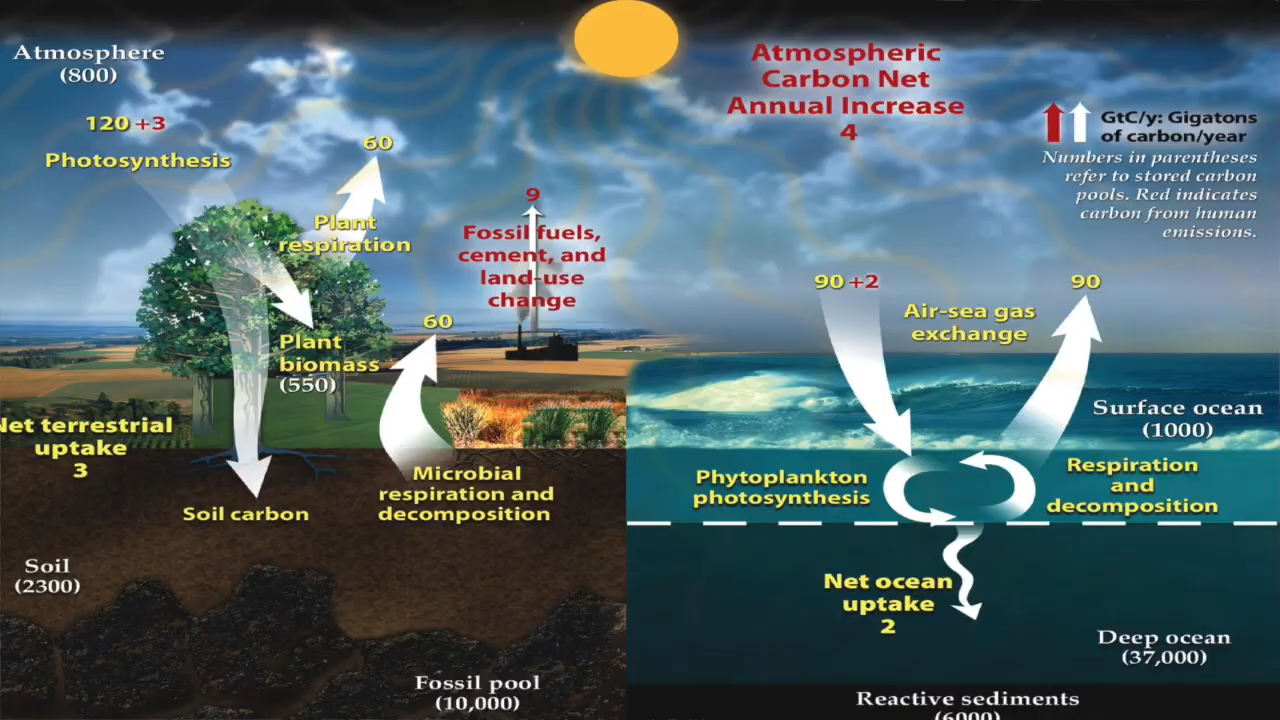 Atmosphere
(800)
120 +3
Photosynthesis
60
Plant
respiration
9
Fossil fuels,
cement, and
land-use
change
Atmospheric
Carbon Net
Annual Increase
4
GtC/y: Gigatons
of carbon/year
Numbers in parentheses
refer to stored carbon
pools. Red indicates
carbon from human
emissions.
Plant
biomass
(550)
60
90 +2
Air-sea gas
exchange
90
Surface ocean
(1000)
Net terrestrial
uptake
3
Soil carbon
Microbial
respiration and
decomposition
Phytoplankton
photosynthesis
Respiration
and
decomposition
Soil
(2300)
Net ocean
uptake
2
Deep ocean
(37,000)
Fossil pool
(10,000)
Reactive sediments
(6000)